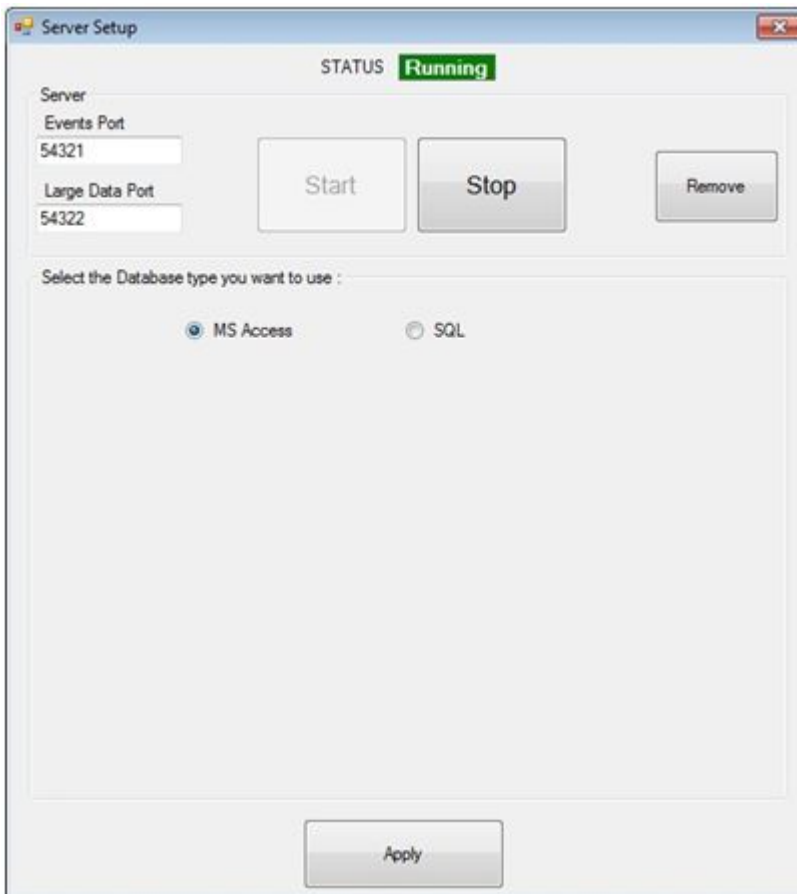 Server Setup
STATUS Running
Server
Events Port
54321
Large Data Port
54322
Start
Stop
Remove
Select the Database type you want to use :
MS Access
SQL
Apply